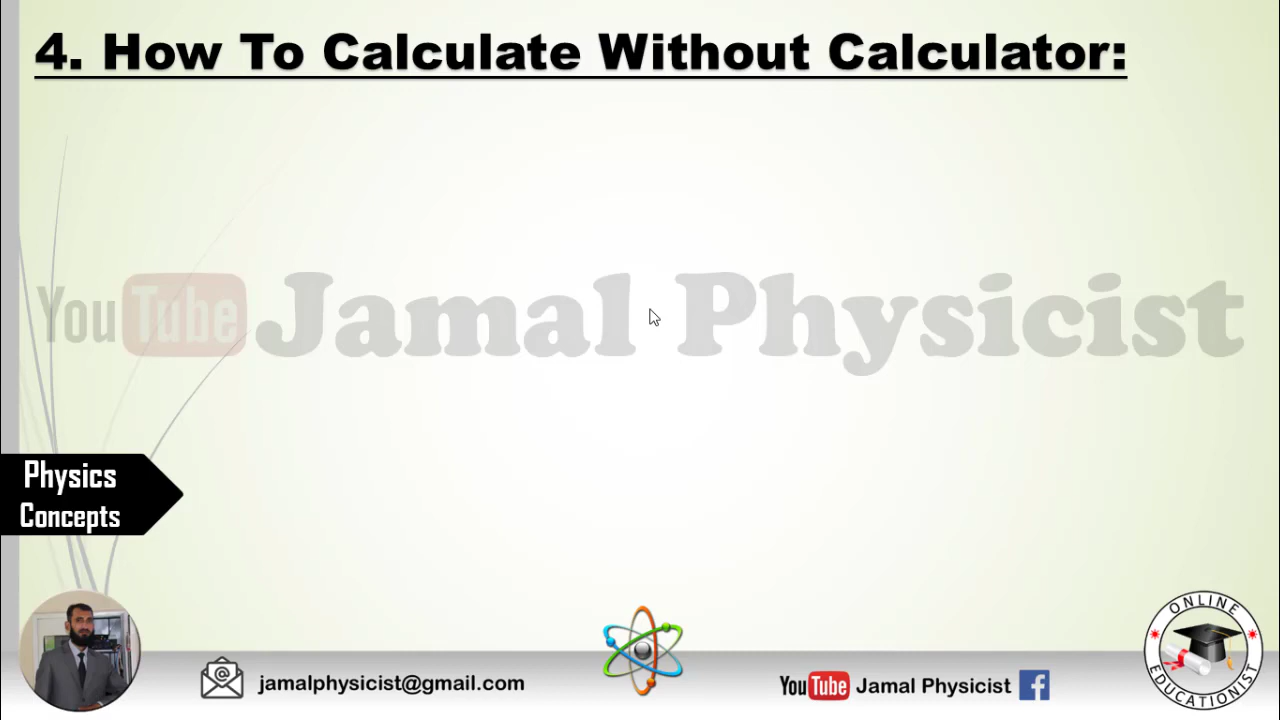 4. How To Calculate Without Calculator:
YouTube Jamal Physicist
Physics
Concepts
jamalphysicist@gmail.com
YouTube Jamal Physicist f
ONLINE
EDUCATIONIST